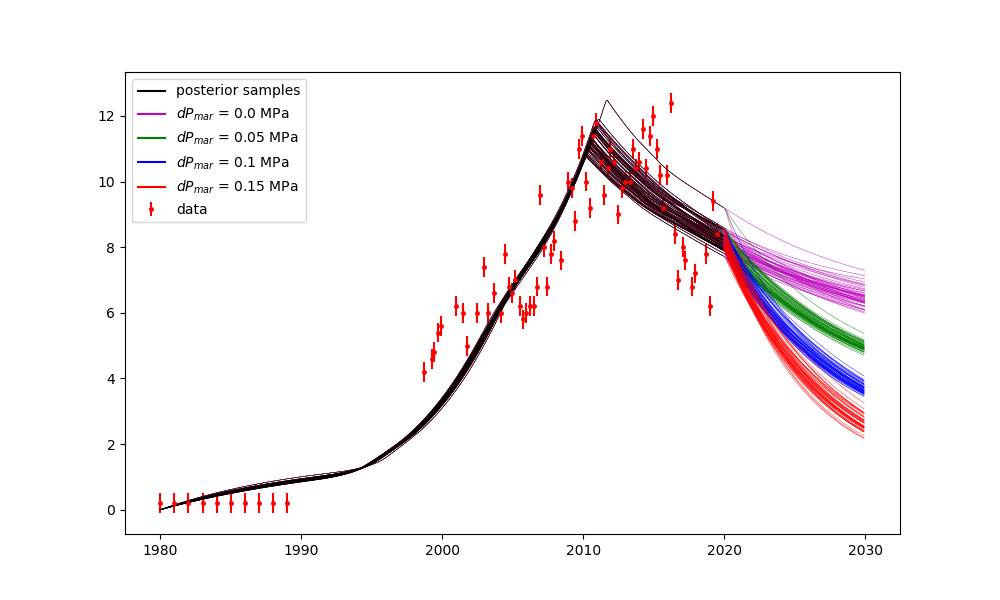 posterior samples
dPmar = 0.0 MPa
dPmar = 0.05 MPa
dPmar = 0.1 MPa
dPmar = 0.15 MPa
data
12
10
8
6
4
2
0
1980 1990 2000 2010 2020 2030